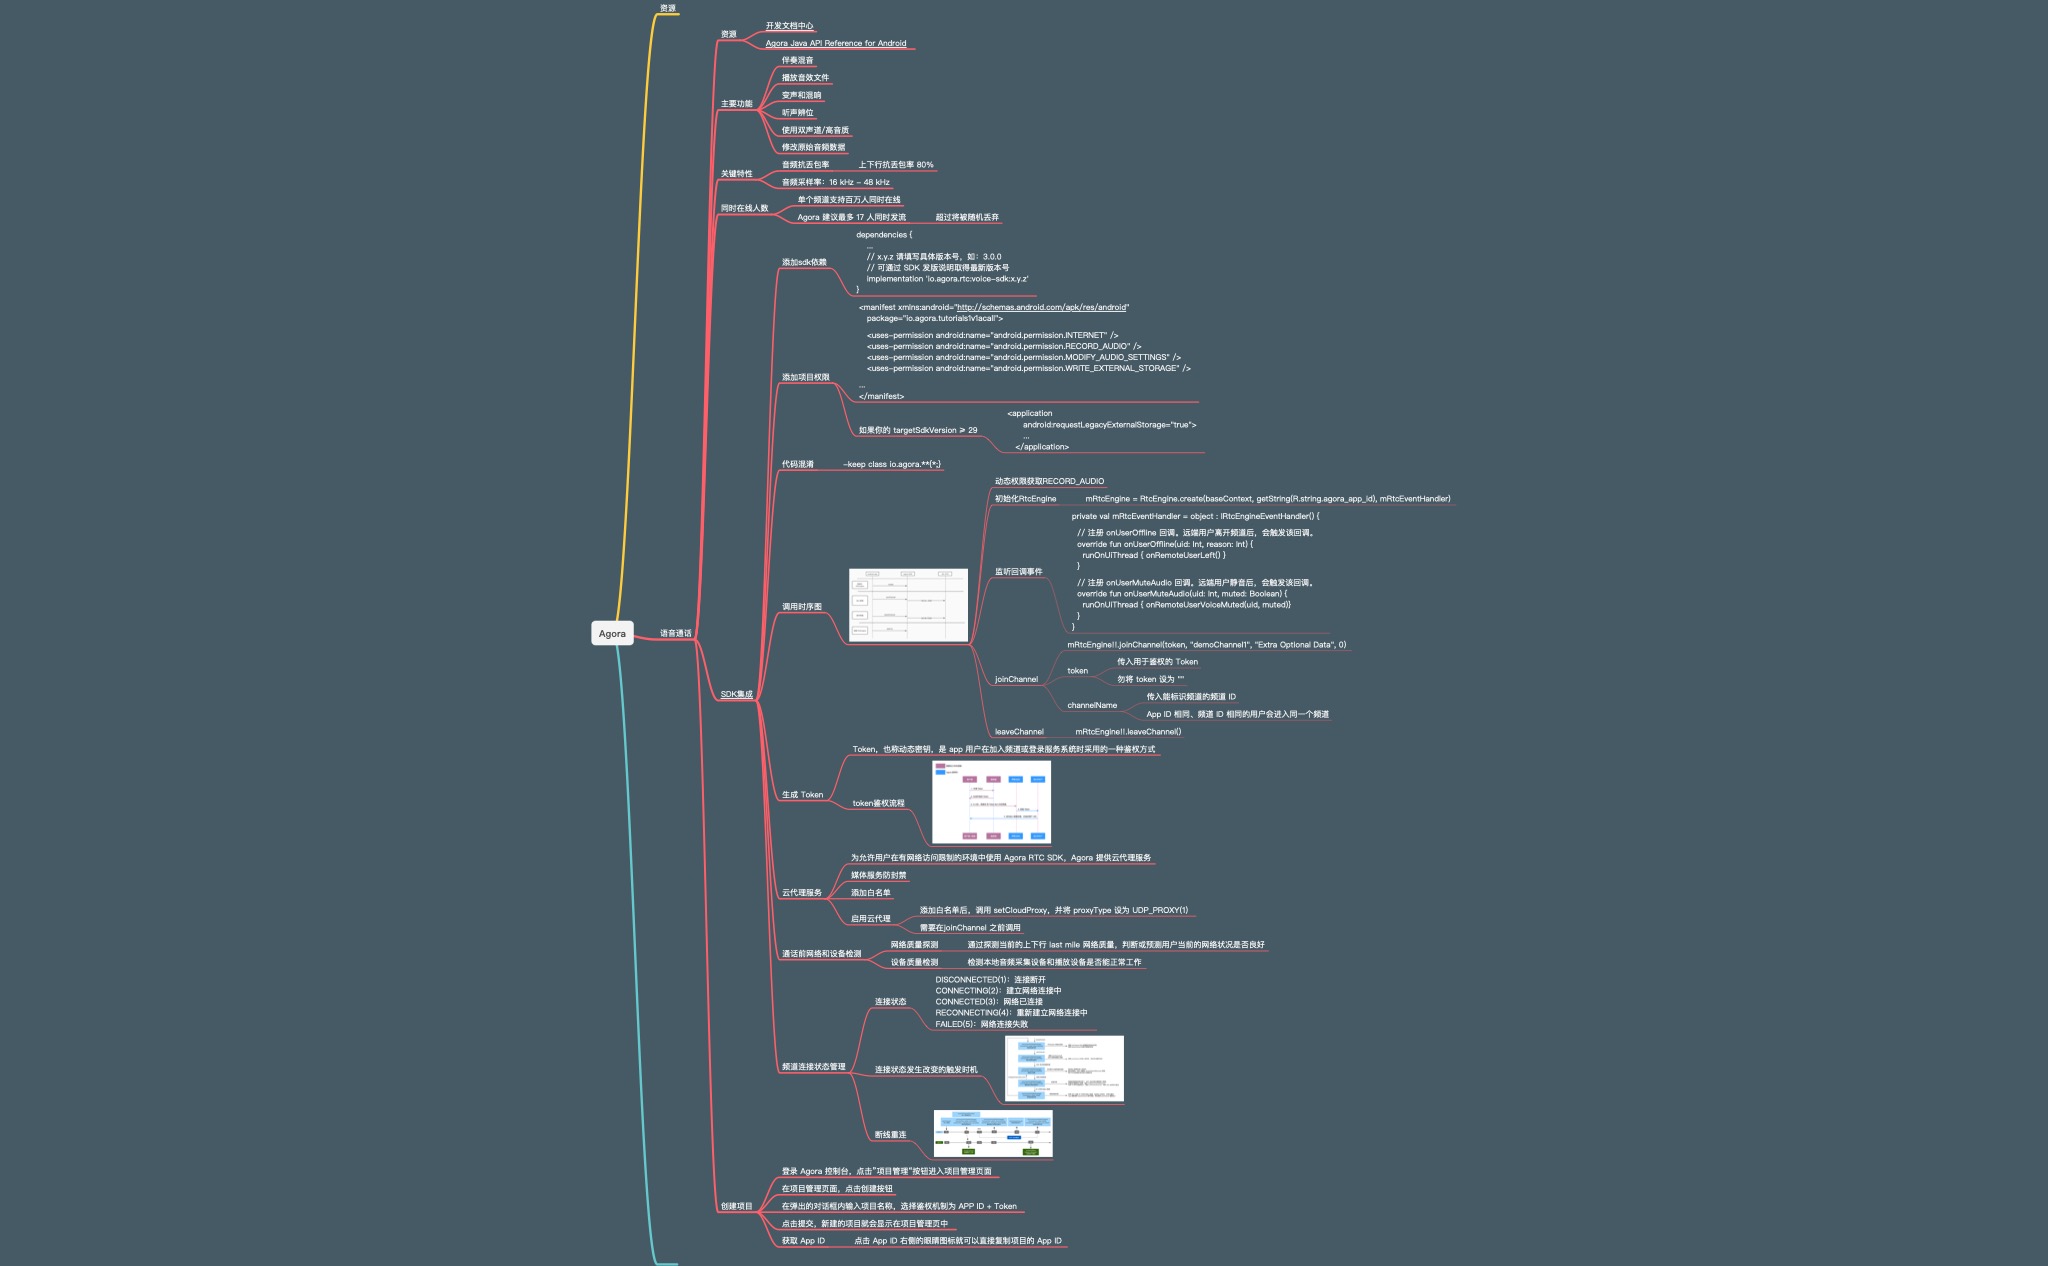 资源
资源
开发文档中心
Agora Java API Reference for Android
主要功能
伴奏混音
播放音效文件
变声和混响
听声辨位
使用双声道/高音质
修改原始音频数据
关键特性
音频抗丢包率
上下行抗丢包率 80%
音频采样率：16 kHz – 48 kHz
同时在线人数
单个频道支持百万人同时在线
Agora 建议最多 17 人同时发流
超过将被随机丢弃
添加sdk依赖
dependencies {
...
// x.y.z 请填写具体版本号，如：3.0.0
// 可通过 SDK 发版说明取得最新版本号
implementation 'io.agora.rtc:voice-sdk:x.y.z'
}
添加项目权限
<manifest xmlns:android="http://schemas.android.com/apk/res/android"
package="io.agora.tutorials1v1acall">
<uses-permission android:name="android.permission.INTERNET" />
<uses-permission android:name="android.permission.RECORD_AUDIO" />
<uses-permission android:name="android.permission.MODIFY_AUDIO_SETTINGS" />
<uses-permission android:name="android.permission.WRITE_EXTERNAL_STORAGE" />
...
</manifest>
如果你的 targetSdkVersion ≥ 29
<application
android:requestLegacyExternalStorage="true">
...
</application>
代码混淆
-keep class io.agora.**{*;}
调用时序图
动态权限获取RECORD_AUDIO
初始化RtcEngine
mRtcEngine = RtcEngine.create(baseContext, getString(R.string.agora_app_id), mRtcEventHandler)
监听回调事件
private val mRtcEventHandler = object : IRtcEngineEventHandler() {
// 注册 onUserOffline 回调。远端用户离开频道后，会触发该回调。
override fun onUserOffline(uid: Int, reason: Int) {
runOnUiThread { onRemoteUserLeft() }
}
// 注册 onUserMuteAudio 回调。远端用户静音后，会触发该回调。
override fun onUserMuteAudio(uid: Int, muted: Boolean) {
runOnUiThread { onRemoteUserVoiceMuted(uid, muted)}
}
}
Agora
语音通话
SDK集成
joinChannel
mRtcEngine!!.joinChannel(token, "demoChannel1", "Extra Optional Data", 0)
token
传入用于鉴权的 Token
勿将 token 设为 ""
channelName
传入能标识频道的频道 ID
App ID 相同、频道 ID 相同的用户会进入同一个频道
leaveChannel
mRtcEngine!!.leaveChannel()
生成 Token
Token，也称动态密钥，是 app 用户在加入频道或登录服务系统时采用的一种鉴权方式
token鉴权流程
云代理服务
为允许用户在有网络访问限制的环境中使用 Agora RTC SDK，Agora 提供云代理服务
媒体服务防封禁
添加白名单
启用云代理
添加白名单后，调用 setCloudProxy，并将 proxyType 设为 UDP_PROXY(1)
需要在joinChannel 之前调用
通话前网络和设备检测
网络质量探测
通过探测当前的上下行 last mile 网络质量，判断或预测用户当前的网络状况是否良好
设备质量检测
检测本地音频采集设备和播放设备是否能正常工作
频道连接状态管理
连接状态
DISCONNECTED(1)：连接断开
CONNECTING(2)：建立网络连接中
CONNECTED(3)：网络已连接
RECONNECTING(4)：重新建立网络连接中
FAILED(5)：网络连接失败
连接状态发生改变的触发时机
断线重连
创建项目
登录 Agora 控制台，点击"项目管理"按钮进入项目管理页面
在项目管理页面，点击创建按钮
在弹出的对话框内输入项目名称，选择鉴权机制为 APP ID + Token
点击提交，新建的项目就会显示在项目管理页中
获取 App ID
点击 App ID 右侧的眼睛图标就可以直接复制项目的 App ID